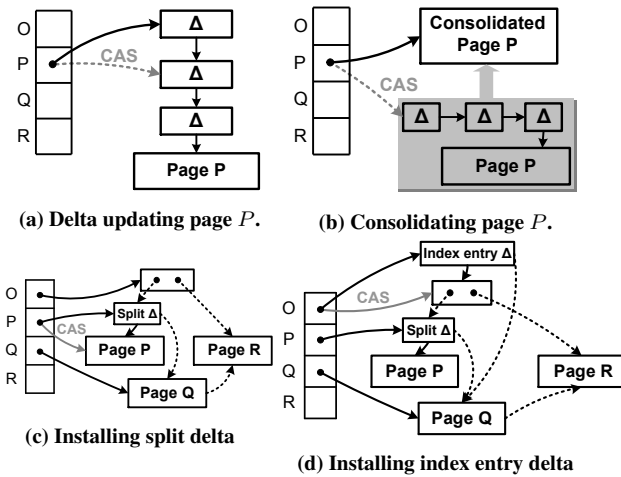 O
P
Q
R
CAS
Δ
Δ
Δ
Page P
(a) Delta updating page P.
O
P
Q
R
CAS
Consolidated
Page P
Δ
Δ
Δ
Page P
(b) Consolidating page P.
O
P
Q
R
CAS
Split Δ
Page P
Page R
Page Q
(c) Installing split delta
O
P
Q
R
Index entry Δ
CAS
Split Δ
Page P
Page R
Page Q
(d) Installing index entry delta